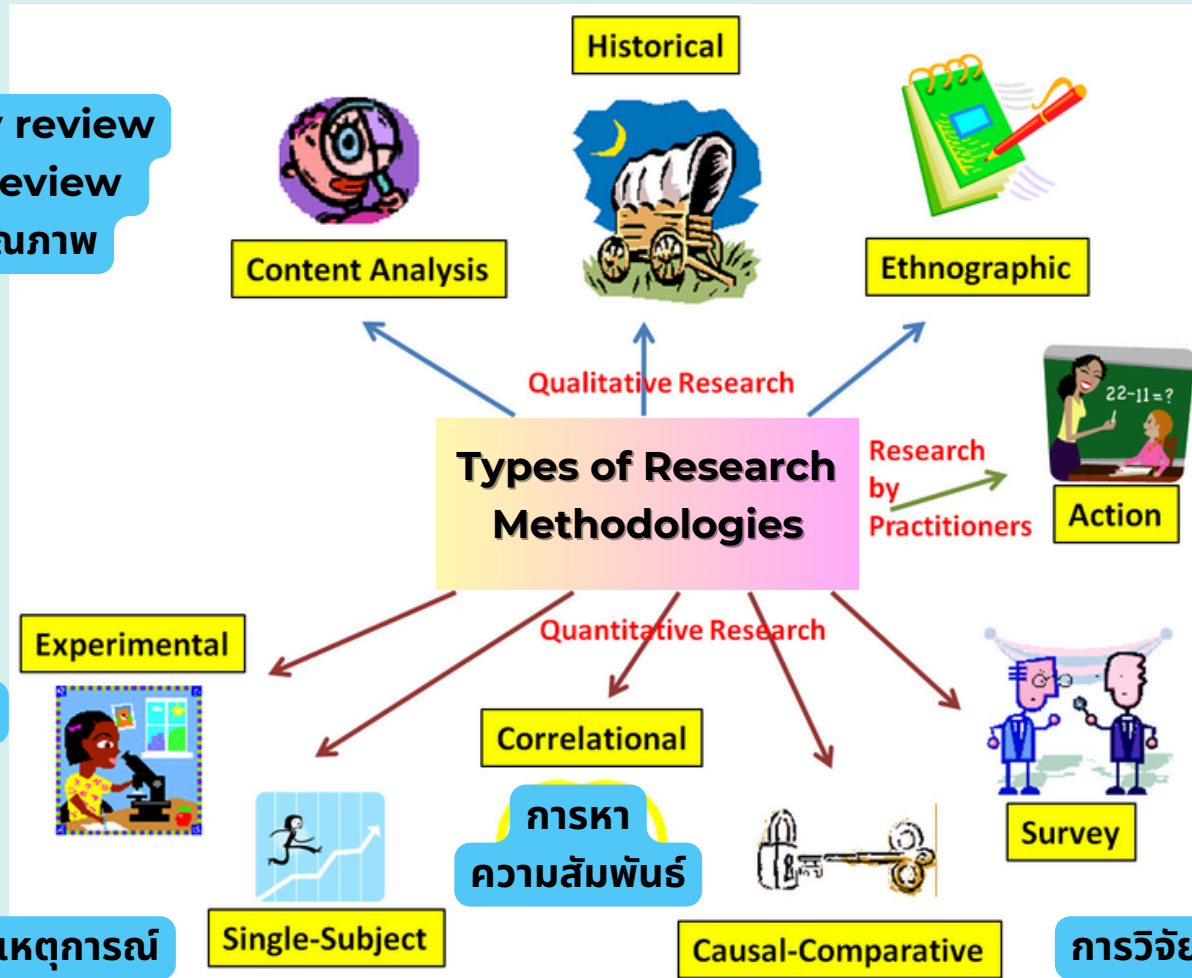 Historical
review
eview
ณภาพ
Content Analysis
Ethnographic
Qualitative Research
22-11=?
Types of Research
Methodologies
Research
by
Practitioners
Action
Quantitative Research
Experimental
Correlational
การหา
ความสัมพันธ์
Survey
เหตุการณ์
Single-Subject
Causal-Comparative
การวิจัย